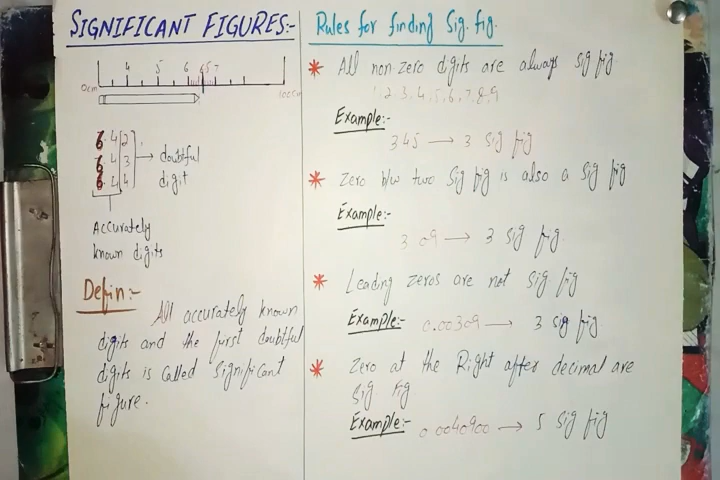 SIGNIFICANT FIGURES:-
4 5 6 6.5 7
0cm 100cm
6.4 2
6.4 3
6.4 4
doubtful
digit
Accurately
known digits
Defin:-
All accurately known
digits and the first doubtful
digits is called significant
figure.
Rules for finding Sig. fig.
* All non-zero digits are always sig fig.
1,2,3,4,5,6,7,8,9
Example:-
345 → 3 sig fig
* Zero b/w two sig fig is also a sig fig
Example:-
309 → 3 sig fig.
* Leading zeros are not sig fig
Example:- 0.00309 → 3 sig fig.
* Zero at the Right after decimal are
sig. fig
Example:- 0.0040900 → 5 sig fig